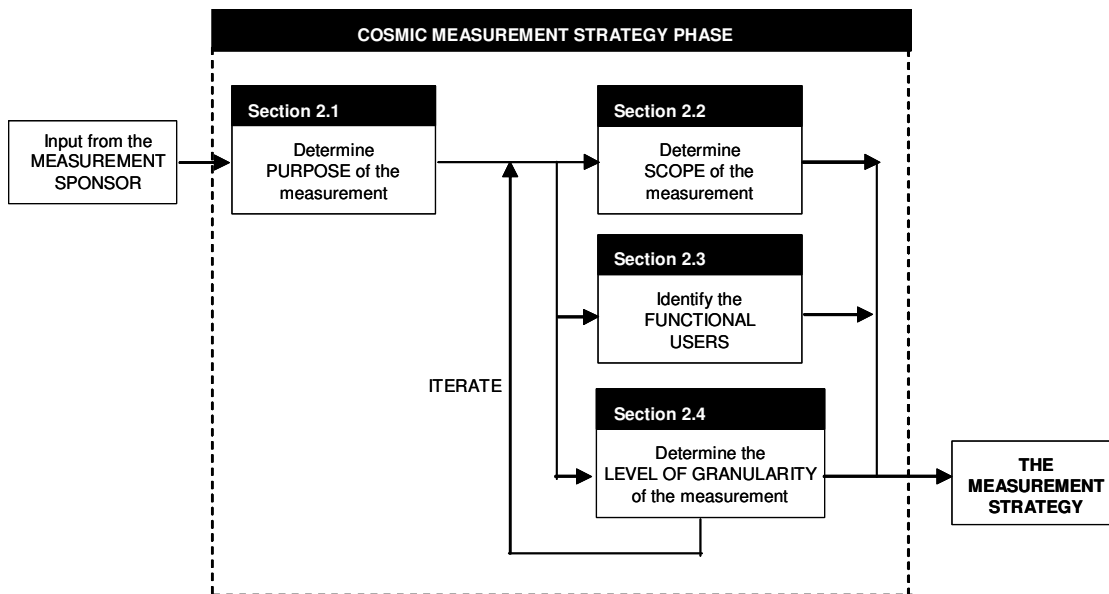 COSMIC MEASUREMENT STRATEGY PHASE
Input from the
MEASUREMENT
SPONSOR
Section 2.1
Determine
PURPOSE of the
measurement
Section 2.2
Determine
SCOPE of the
measurement
Section 2.3
Identify the
FUNCTIONAL
USERS
ITERATE
Section 2.4
Determine the
LEVEL OF GRANULARITY
of the measurement
THE
MEASUREMENT
STRATEGY